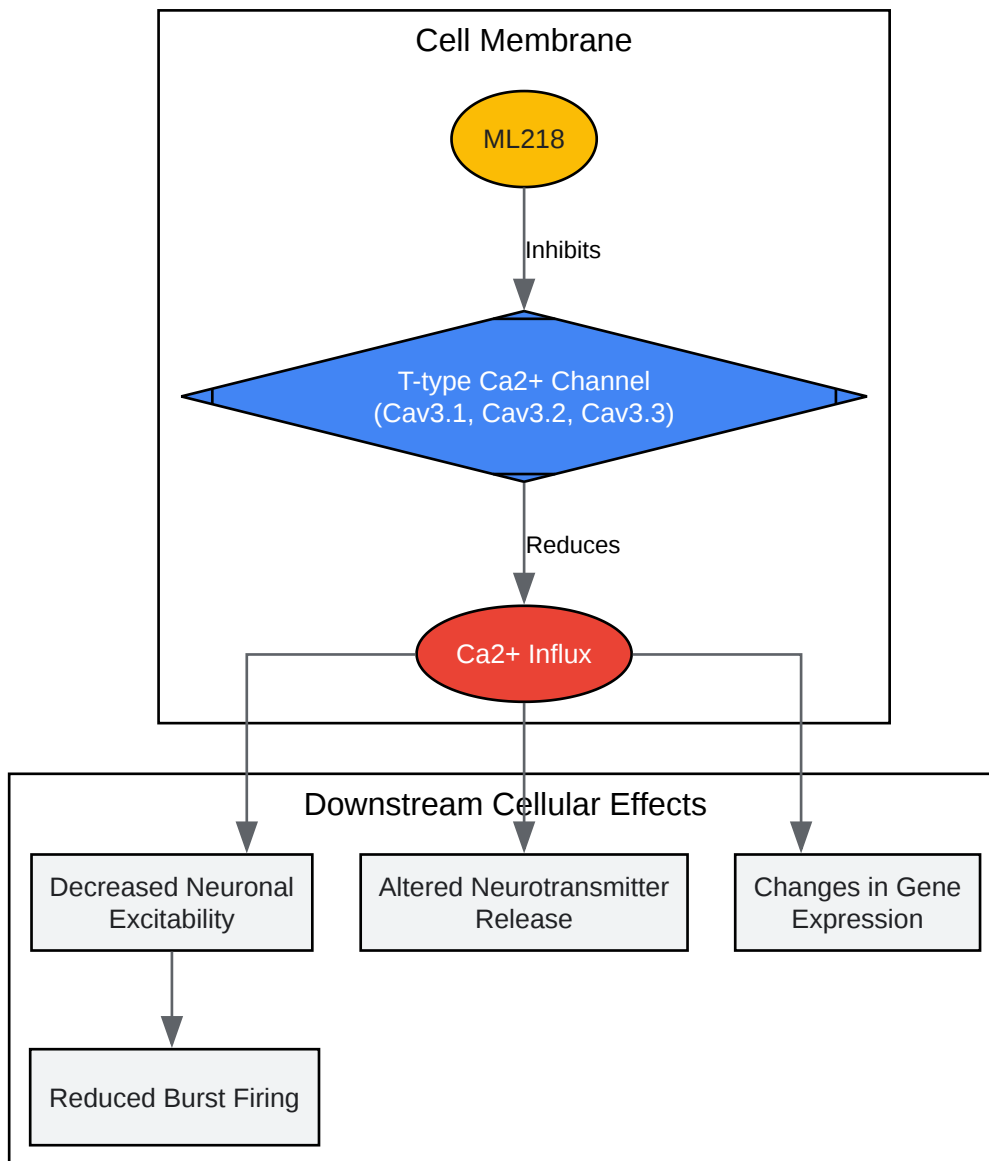 Cell Membrane
ML218
Inhibits
T-type Ca2+ Channel
(Cav3.1, Cav3.2, Cav3.3)
Reduces
Ca2+ Influx
Downstream Cellular Effects
Decreased Neuronal
Excitability
Altered Neurotransmitter
Release
Changes in Gene
Expression
Reduced Burst Firing